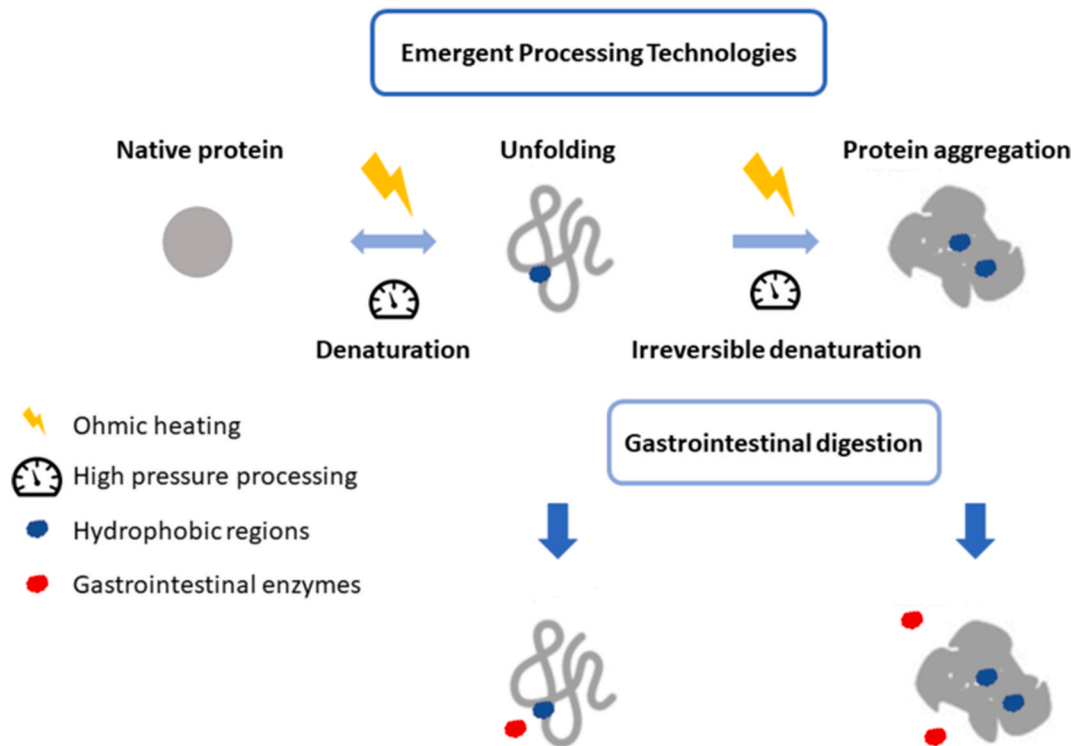 Emergent Processing Technologies
Native protein
Unfolding
Protein aggregation
Denaturation
Irreversible denaturation
Ohmic heating
High pressure processing
Hydrophobic regions
Gastrointestinal enzymes
Gastrointestinal digestion